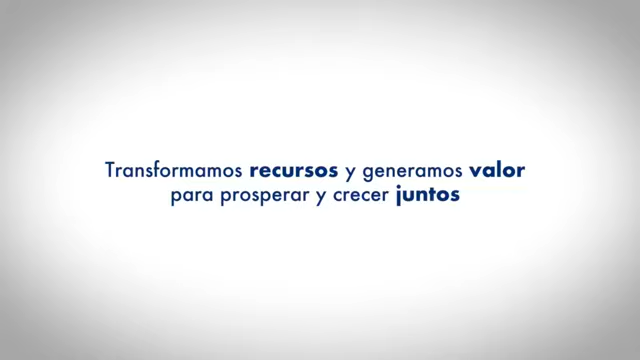 Transformamos recursos y generamos valor
para prosperar y crecer juntos